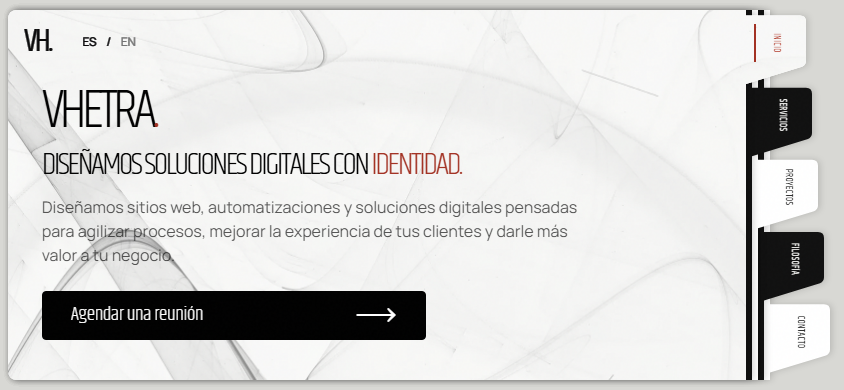 VH.
ES / EN
VHETRA.
DISEÑAMOS SOLUCIONES DIGITALES CON IDENTIDAD.
Diseñamos sitios web, automatizaciones y soluciones digitales pensadas
para agilizar procesos, mejorar la experiencia de tus clientes y darle más
valor a tu negocio.
Agendar una reunión
INICIO
SERVICIOS
PROYECTOS
FILOSOFIA
CONTACTO